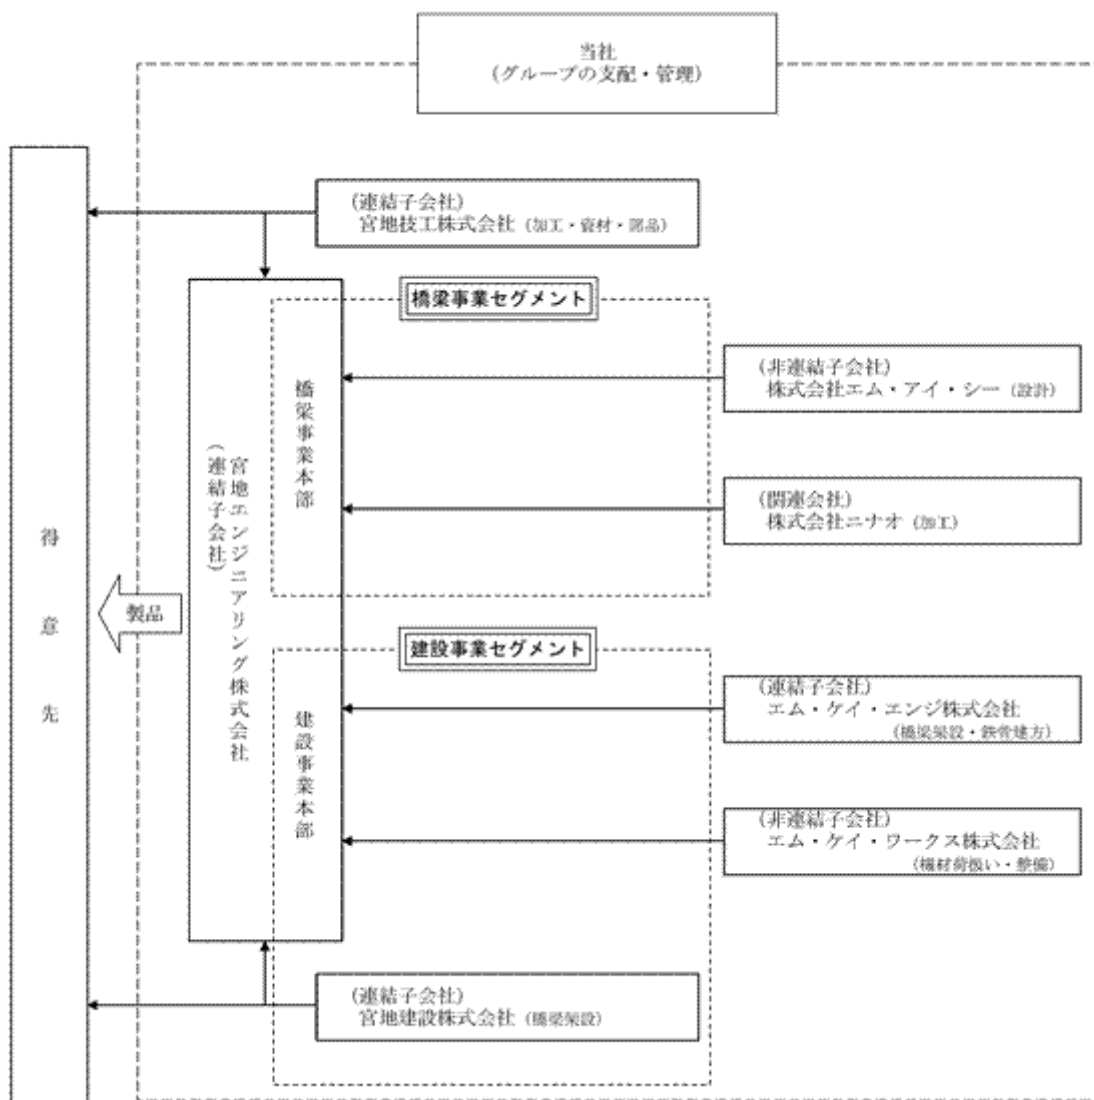 当社
(グループの支配・管理)
(連結子会社)
宮地技工株式会社 (加工・資材・部品)
橋梁事業セグメント
橋梁事業本部
(非連結子会社)
株式会社エム・アイ・シー (設計)
宮地エンジニアリング株式会社
(連結子会社)
(関連会社)
株式会社ニナオ (加工)
得意先
製品
建設事業セグメント
建設事業本部
(連結子会社)
エム・ケイ・エンジ株式会社
(橋梁架設・鉄骨建方)
(非連結子会社)
エム・ケイ・ワークス株式会社
(機材荷扱い・整備)
(連結子会社)
宮地建設株式会社 (橋梁架設)